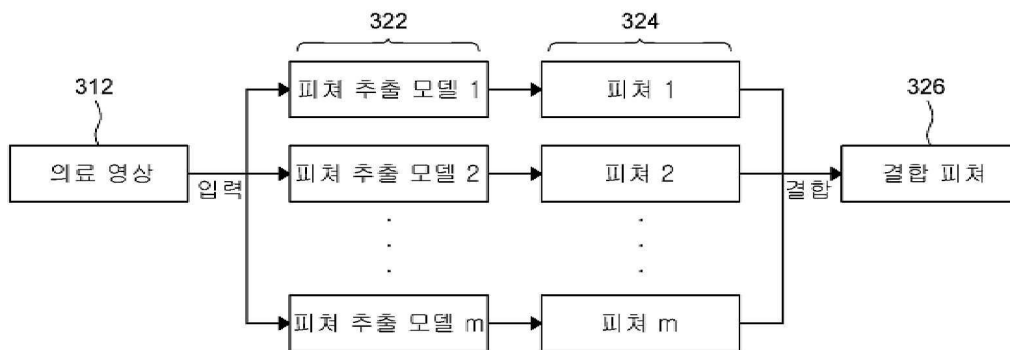 322
324
312
326
피쳐 추출 모델 1
피쳐 1
의료 영상
입력
피쳐 추출 모델 2
피쳐 2
결합
결합 피쳐
피쳐 추출 모델 m
피쳐 m